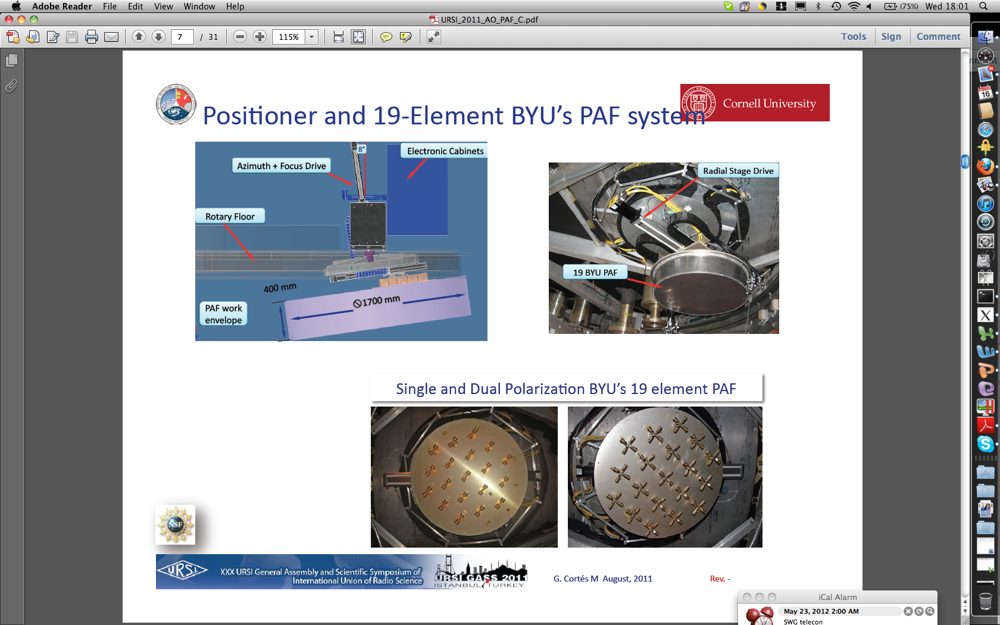 Adobe Reader File Edit View Window Help
(75%) Wed 18:01
URSI_2011_AO_PAF_C.pdf
7 / 31 115% Tools Sign Comment
Cornell University
Positioner and 19-Element BYU's PAF system
8°
Electronic Cabinets
Azimuth + Focus Drive
Rotary Floor
400 mm
⃠1700 mm
PAF work
envelope
Radial Stage Drive
19 BYU PAF
Single and Dual Polarization BYU's 19 element PAF
NSF
U.R.S.I.
XXX URSI General Assembly and Scientific Symposium of
International Union of Radio Science
URSI GASS 2011
ISTANBUL, TURKEY
G. Cortés M August, 2011
Rev. -
iCal Alarm
May 23, 2012 2:00 AM
SWG telecon